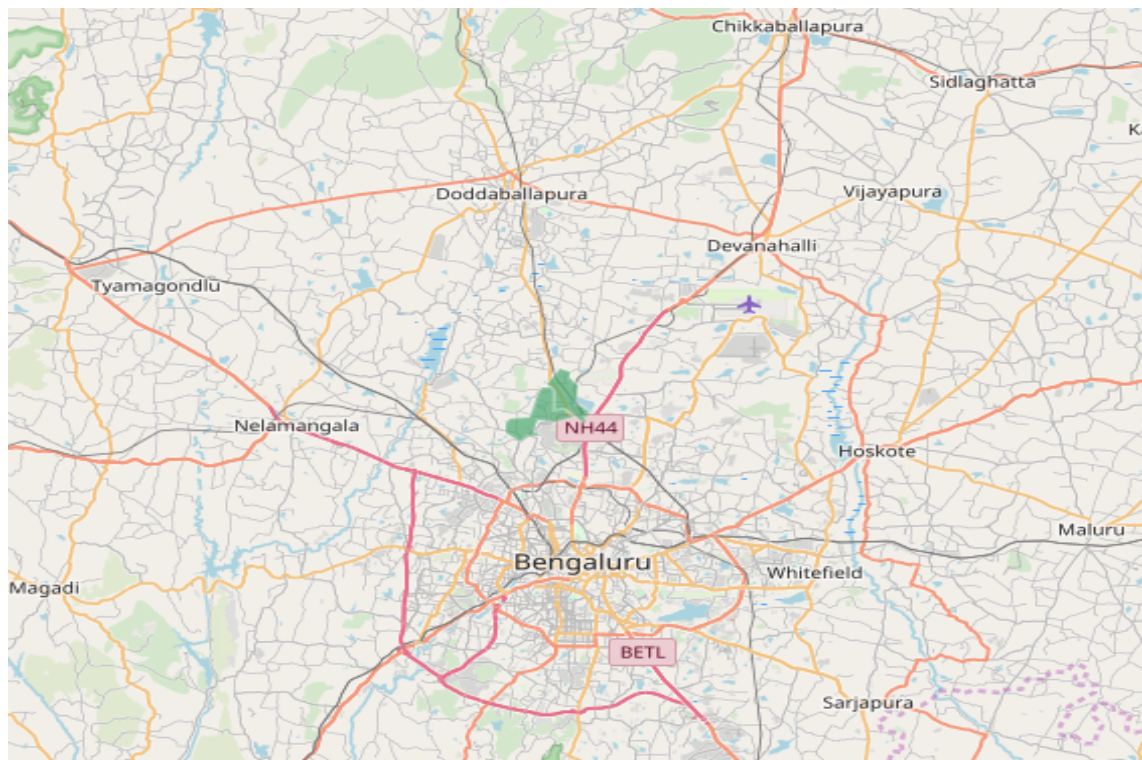 Chikkaballapura
Sidlaghatta
Doddaballapura
Vijayapura
Devanahalli
Tyamagondlu
Nelamangala
NH44
Hoskote
Maluru
Bengaluru
Whitefield
Magadi
BETL
Sarjapura